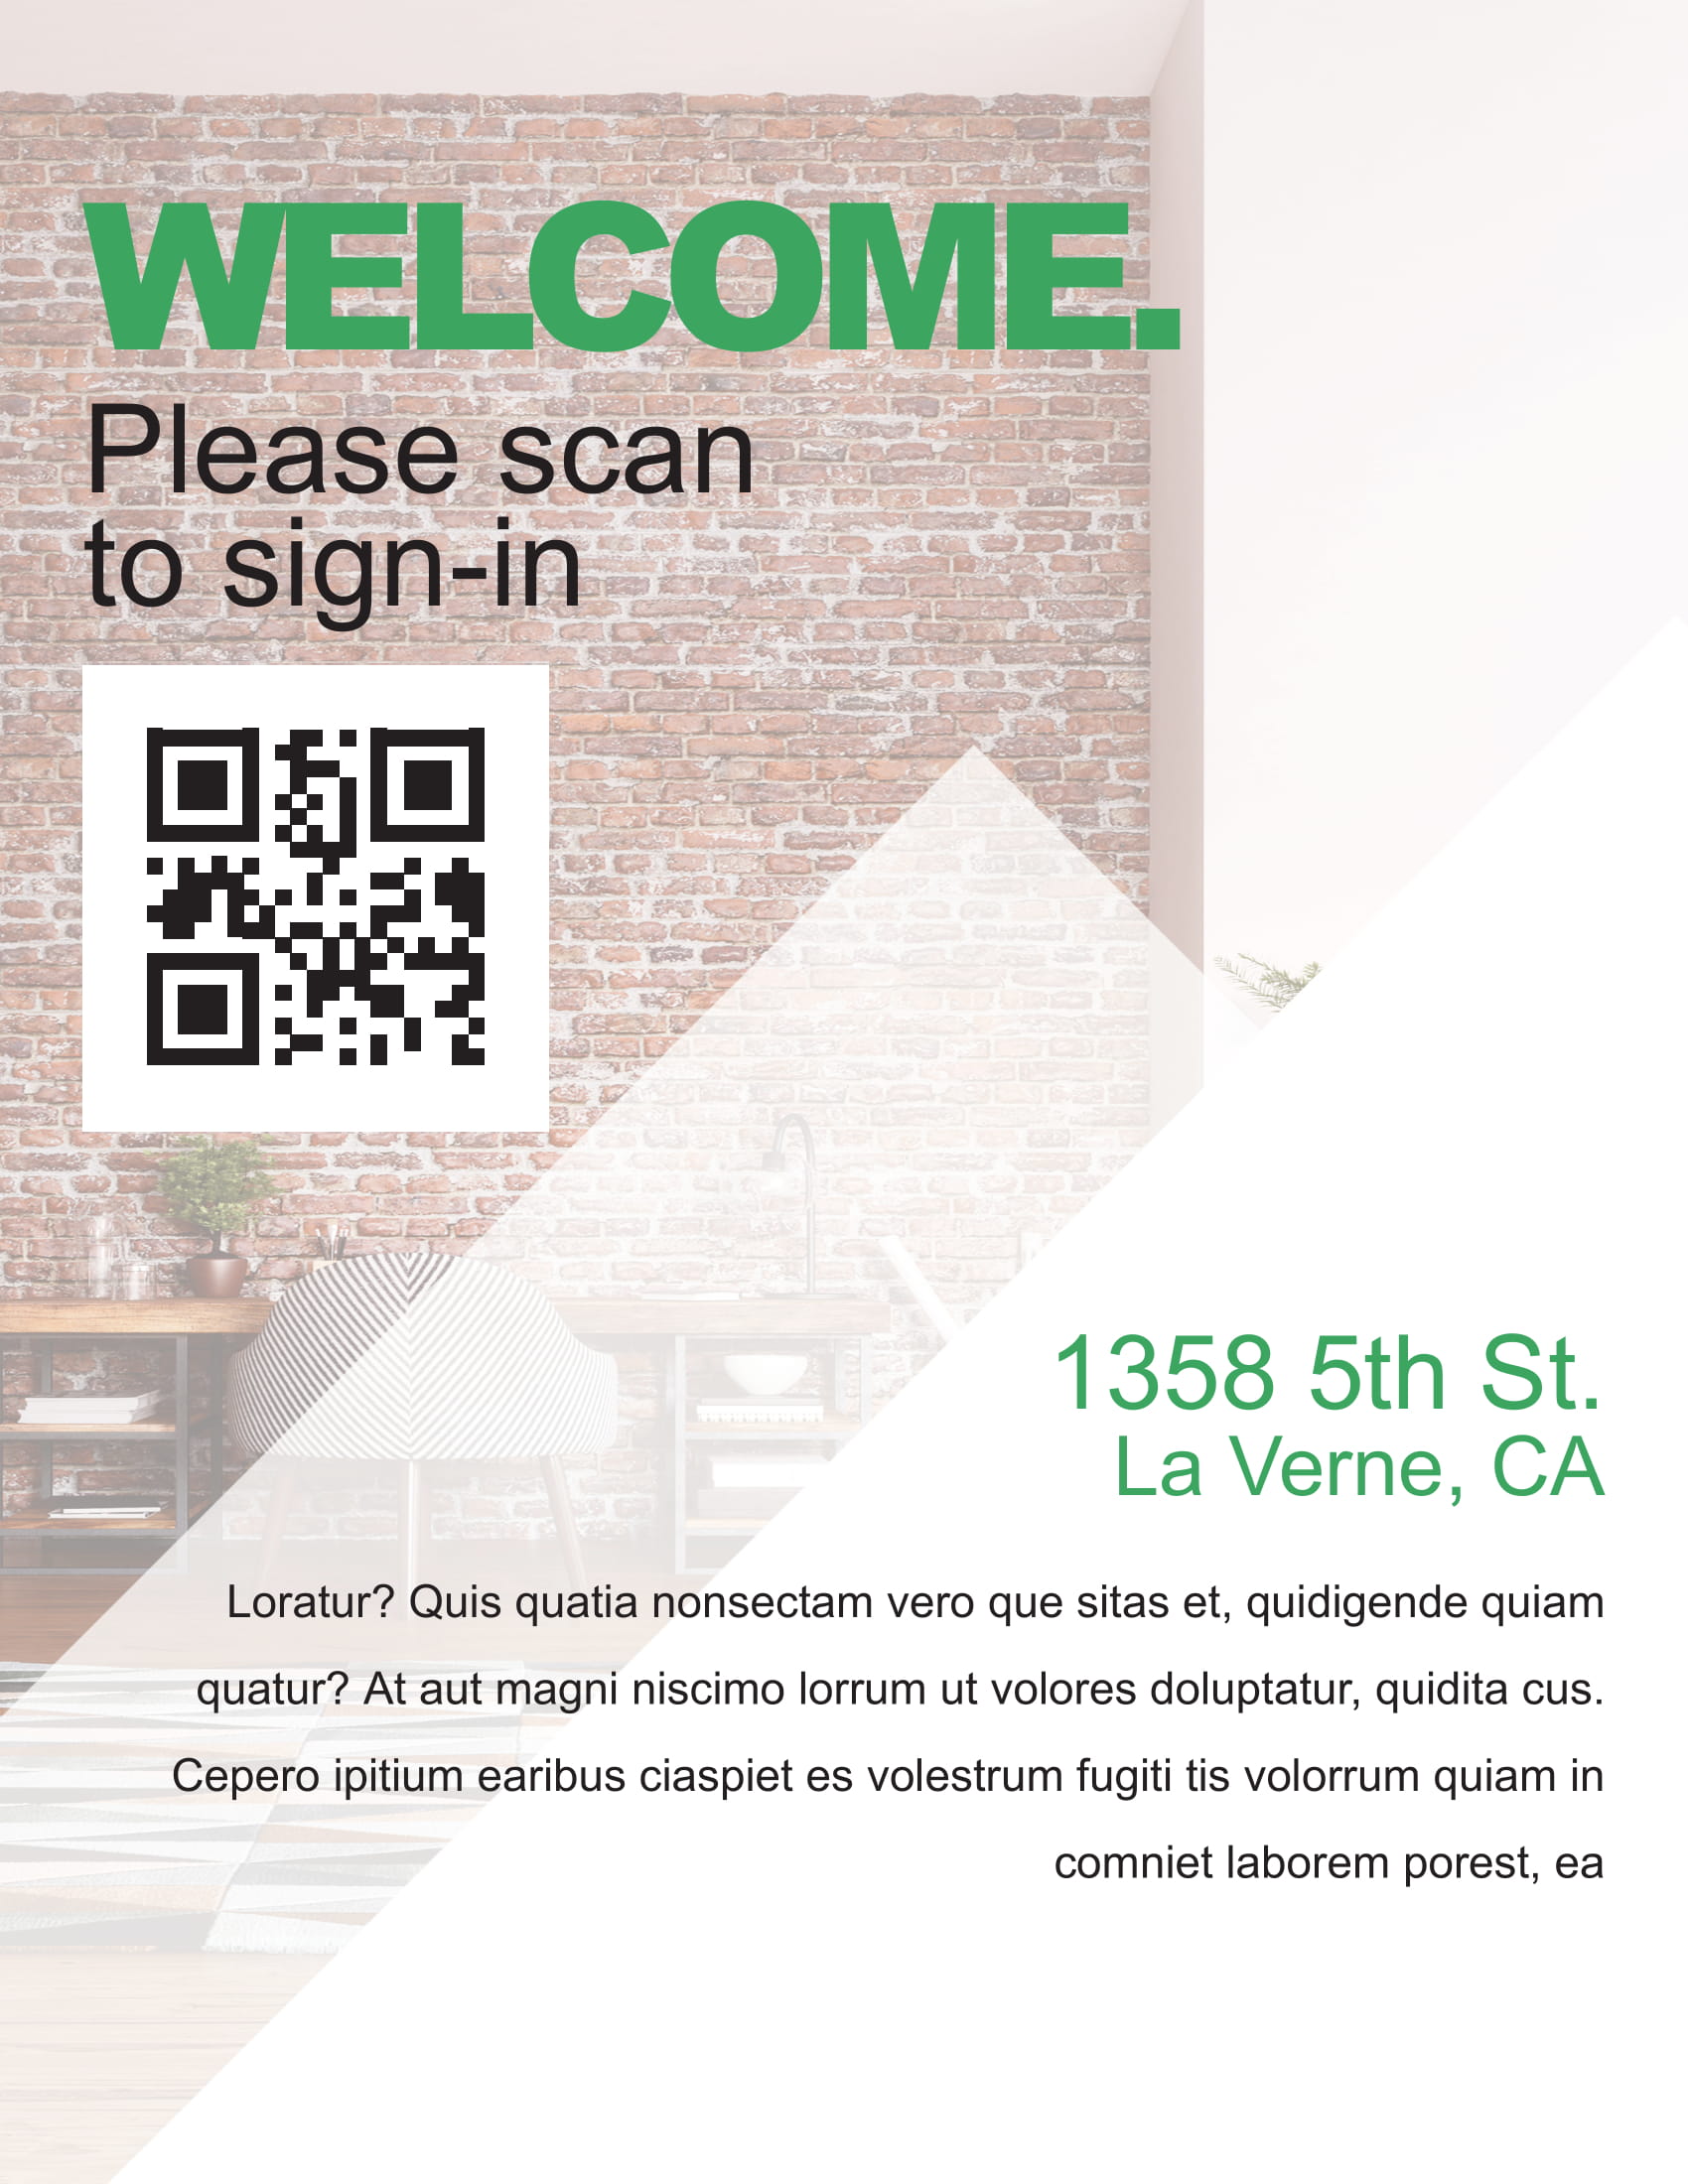 WELCOME.
Please scan
to sign-in
1358 5th St.
La Verne, CA
Loratur? Quis quatia nonsectam vero que sitas et, quidigende quiam
quatur? At aut magni niscimo lorrum ut volores doluptatur, quidita cus.
Cepero ipitium earibus ciaspiet es volestrum fugiti tis volorrum quiam in
comniet laborem porest, ea